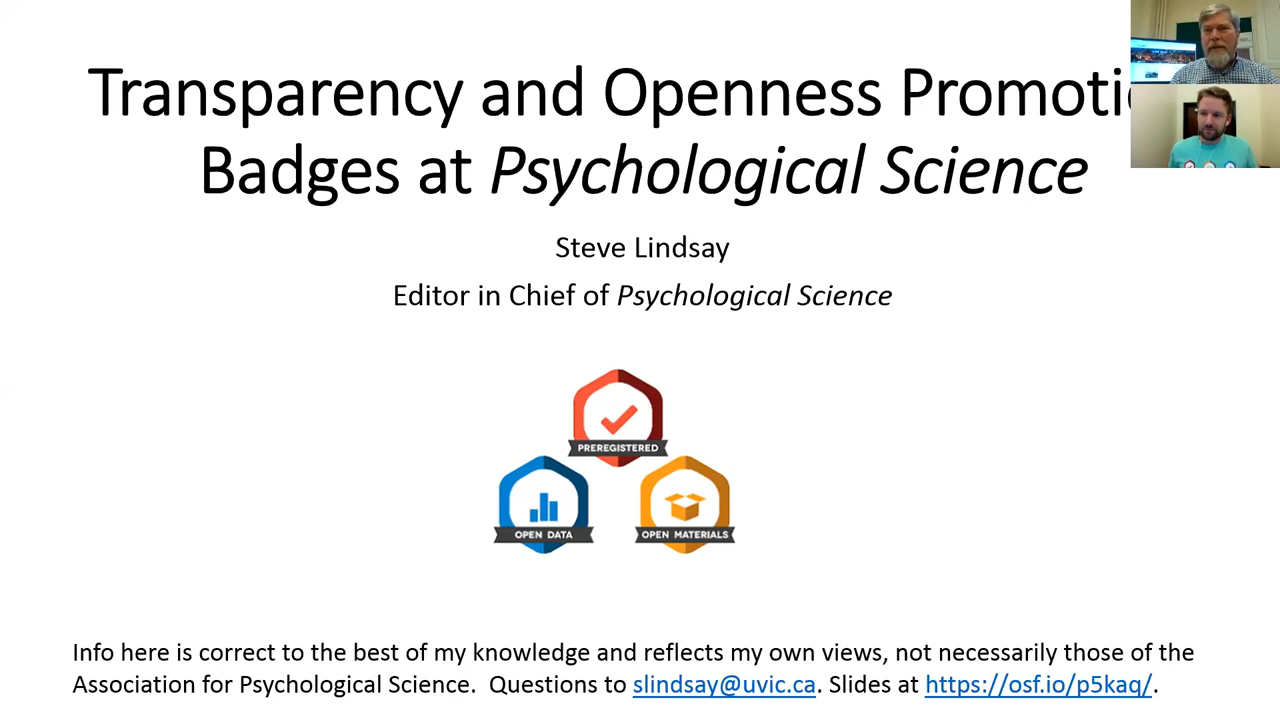 Transparency and Openness Promoti
Badges at Psychological Science
Steve Lindsay
Editor in Chief of Psychological Science
PREREGISTERED
OPEN DATA
OPEN MATERIALS
Info here is correct to the best of my knowledge and reflects my own views, not necessarily those of the
Association for Psychological Science. Questions to slindsay@uvic.ca. Slides at https://osf.io/p5kaq/.